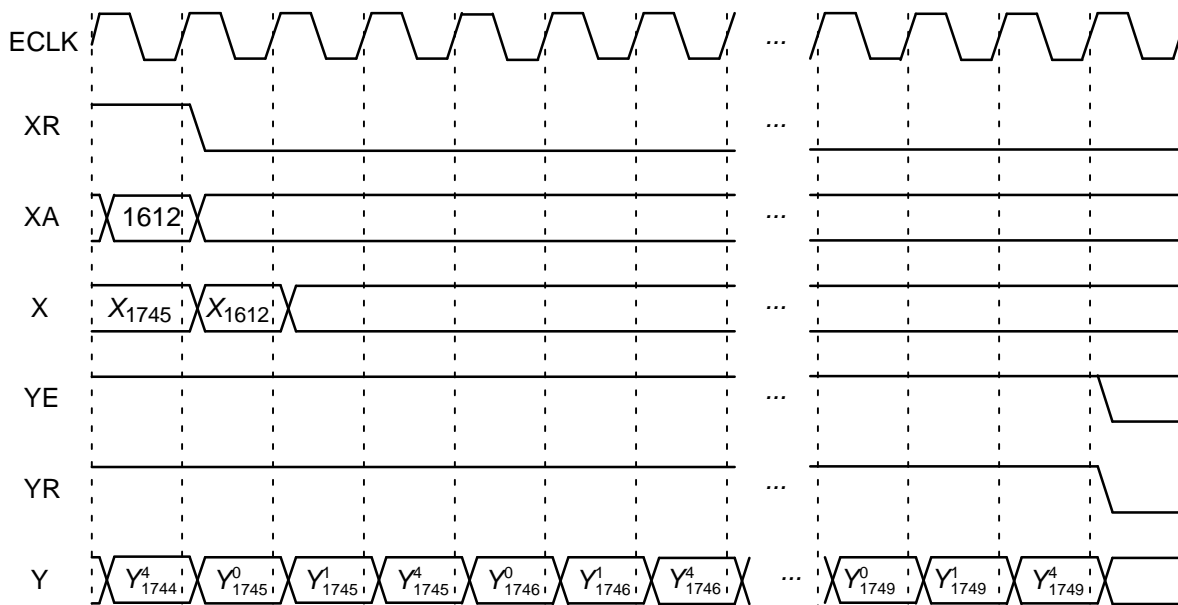 ECLK ...
XR ...
XA 1612 ...
X X1745 X1612 ...
YE ...
YR ...
Y Y⁴1744 Y⁰1745 Y¹1745 Y⁴1745 Y⁰1746 Y¹1746 Y⁴1746 ... Y⁰1749 Y¹1749 Y⁴1749